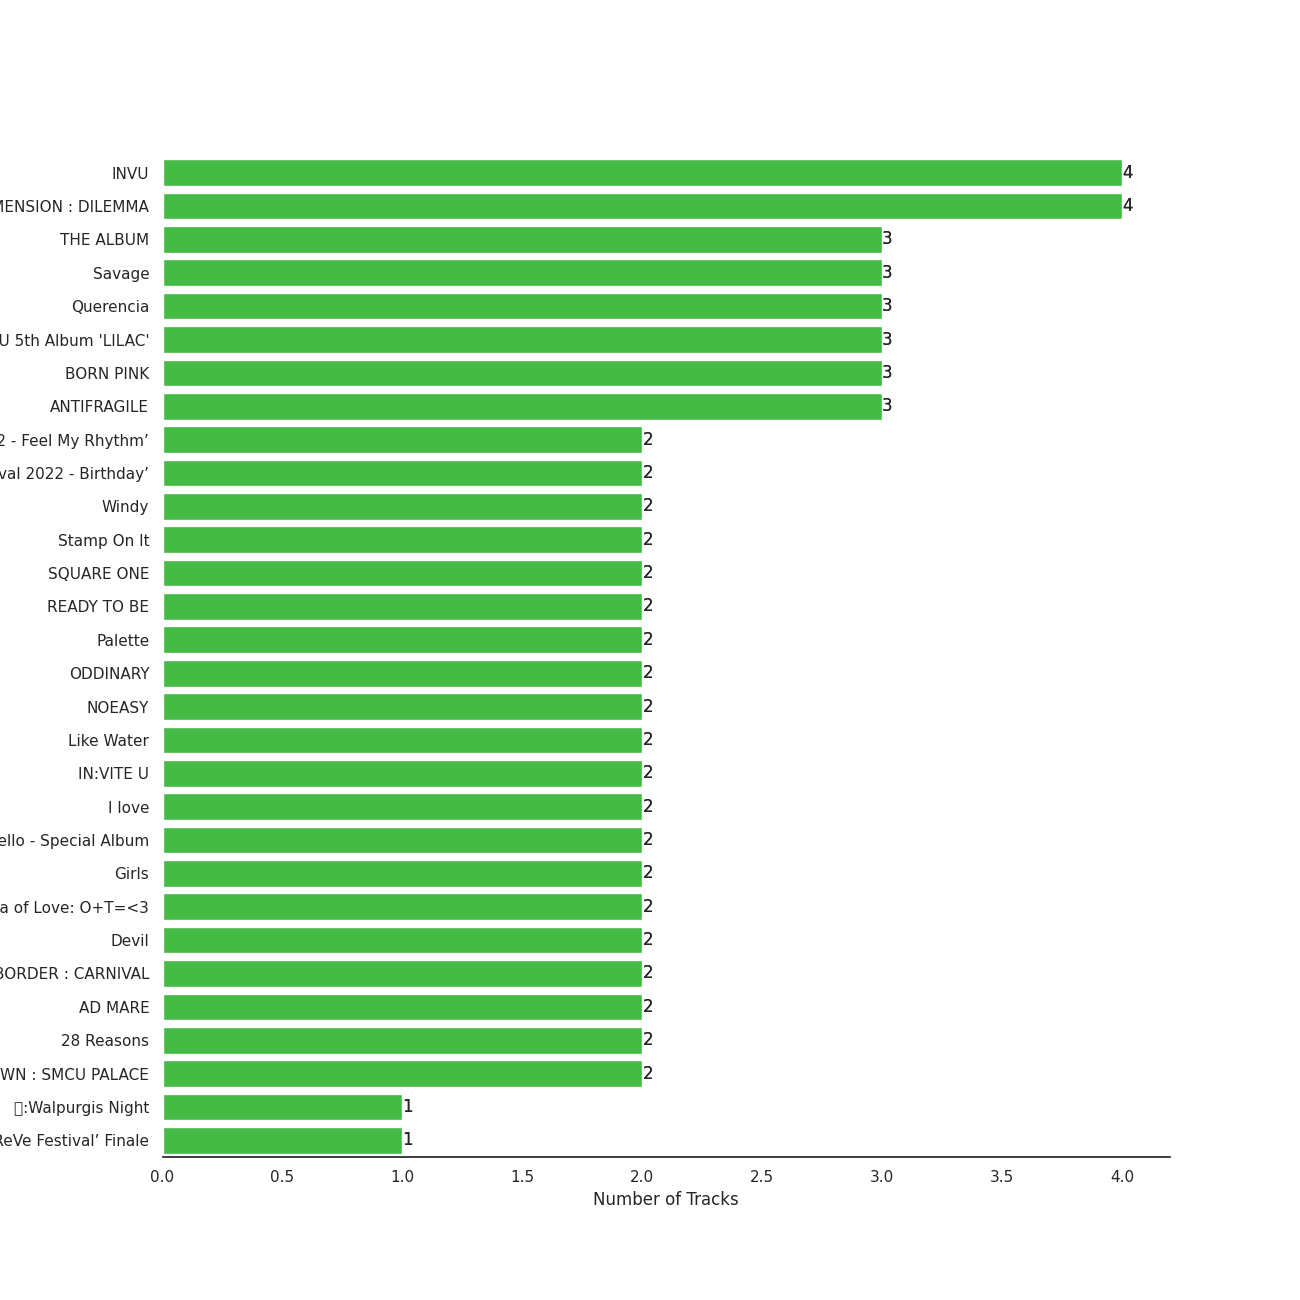 INVU 4
MENSION : DILEMMA 4
THE ALBUM 3
Savage 3
Querencia 3
U 5th Album 'LILAC' 3
BORN PINK 3
ANTIFRAGILE 3
2 - Feel My Rhythm’ 2
val 2022 - Birthday’ 2
Windy 2
Stamp On It 2
SQUARE ONE 2
READY TO BE 2
Palette 2
ODDINARY 2
NOEASY 2
Like Water 2
IN:VITE U 2
I love 2
ello - Special Album 2
Girls 2
a of Love: O+T=<3 2
Devil 2
BORDER : CARNIVAL 2
AD MARE 2
28 Reasons 2
WN : SMCU PALACE 2
:Walpurgis Night 1
ReVe Festival’ Finale 1
0.0 0.5 1.0 1.5 2.0 2.5 3.0 3.5 4.0
Number of Tracks